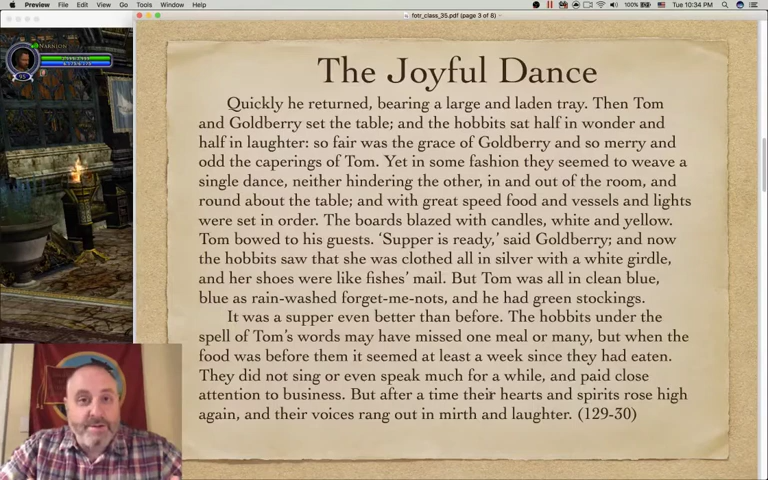 Preview File Edit View Go Tools Window Help
100% Tue 10:34 PM
fotr_class_35.pdf (page 3 of 8)
NARNION
95
The Joyful Dance
Quickly he returned, bearing a large and laden tray. Then Tom
and Goldberry set the table; and the hobbits sat half in wonder and
half in laughter: so fair was the grace of Goldberry and so merry and
odd the caperings of Tom. Yet in some fashion they seemed to weave a
single dance, neither hindering the other, in and out of the room, and
round about the table; and with great speed food and vessels and lights
were set in order. The boards blazed with candles, white and yellow.
Tom bowed to his guests. ‘Supper is ready,’ said Goldberry; and now
the hobbits saw that she was clothed all in silver with a white girdle,
and her shoes were like fishes’ mail. But Tom was all in clean blue,
blue as rain-washed forget-me-nots, and he had green stockings.
It was a supper even better than before. The hobbits under the
spell of Tom’s words may have missed one meal or many, but when the
food was before them it seemed at least a week since they had eaten.
They did not sing or even speak much for a while, and paid close
attention to business. But after a time their hearts and spirits rose high
again, and their voices rang out in mirth and laughter. (129-30)